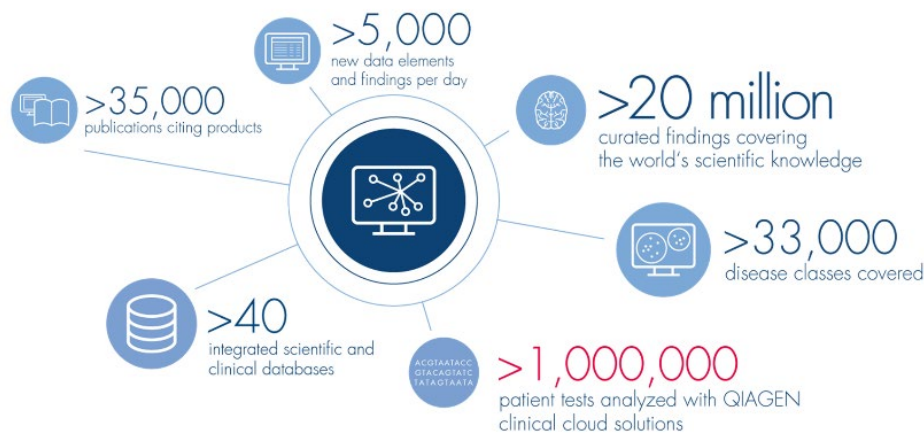 >5,000
new data elements
and findings per day
>35,000
publications citing products
>20 million
curated findings covering
the world's scientific knowledge
>33,000
disease classes covered
>40
integrated scientific and
clinical databases
ACGTAATACC
GTACAGTATC
TATAGTAATA
>1,000,000
patient tests analyzed with QIAGEN
clinical cloud solutions